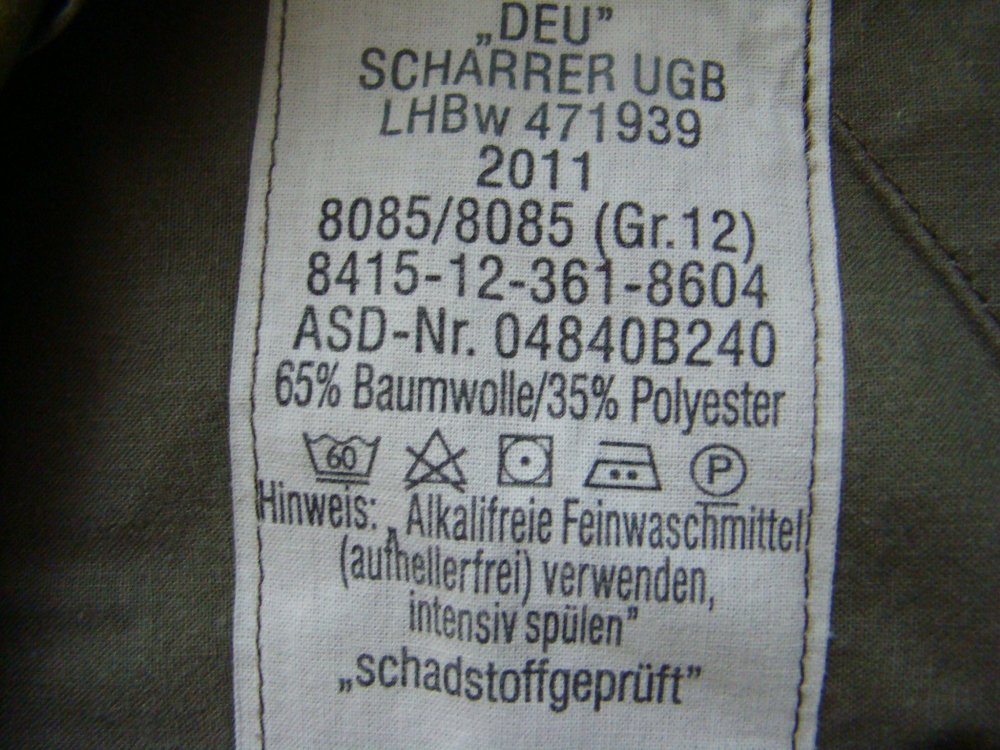 „DEU”
SCHARRER UGB
LHBw 471939
2011
8085/8085 (Gr.12)
8415-12-361-8604
ASD-Nr. 04840B240
65% Baumwolle/35% Polyester
60 P
Hinweis: „Alkalifreie Feinwaschmittel
(aufhellerfrei) verwenden,
intensiv spülen”
„schadstoffgeprüft”